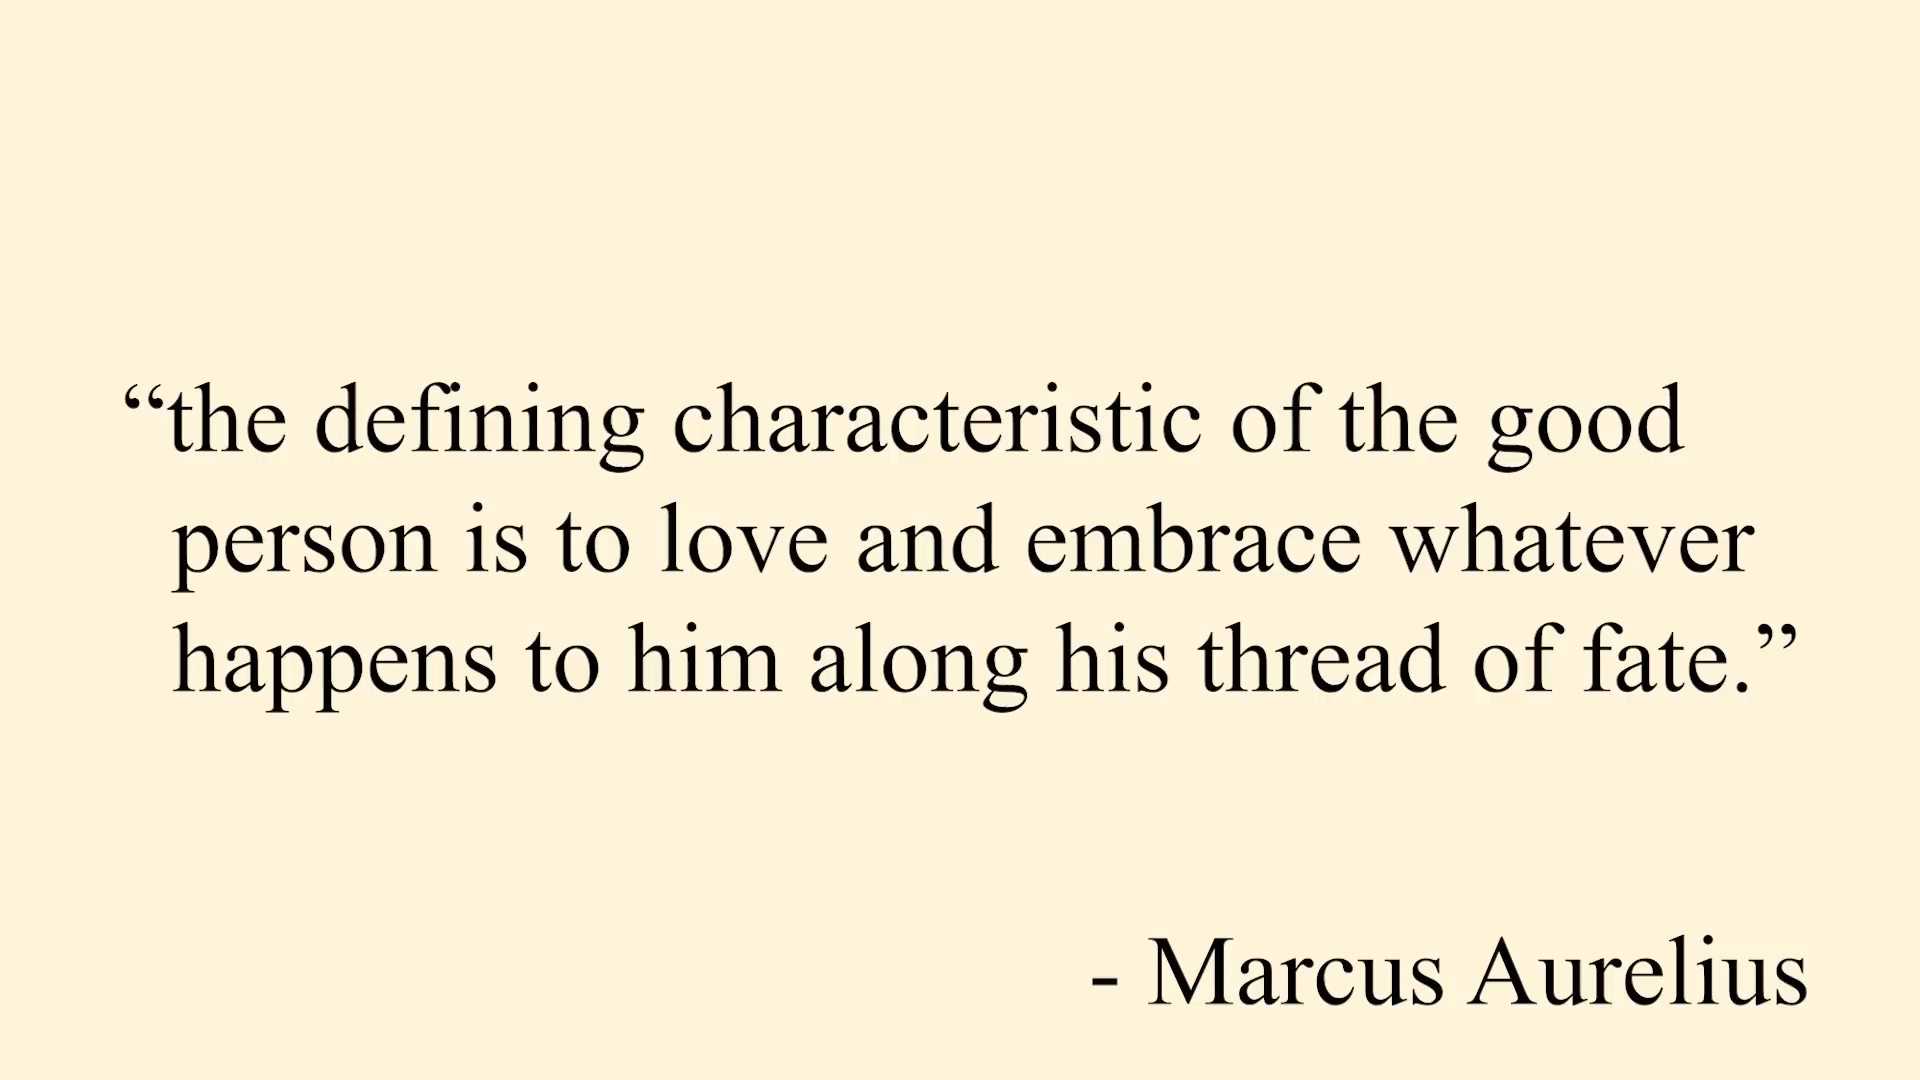 “the defining characteristic of the good
person is to love and embrace whatever
happens to him along his thread of fate.”
- Marcus Aurelius